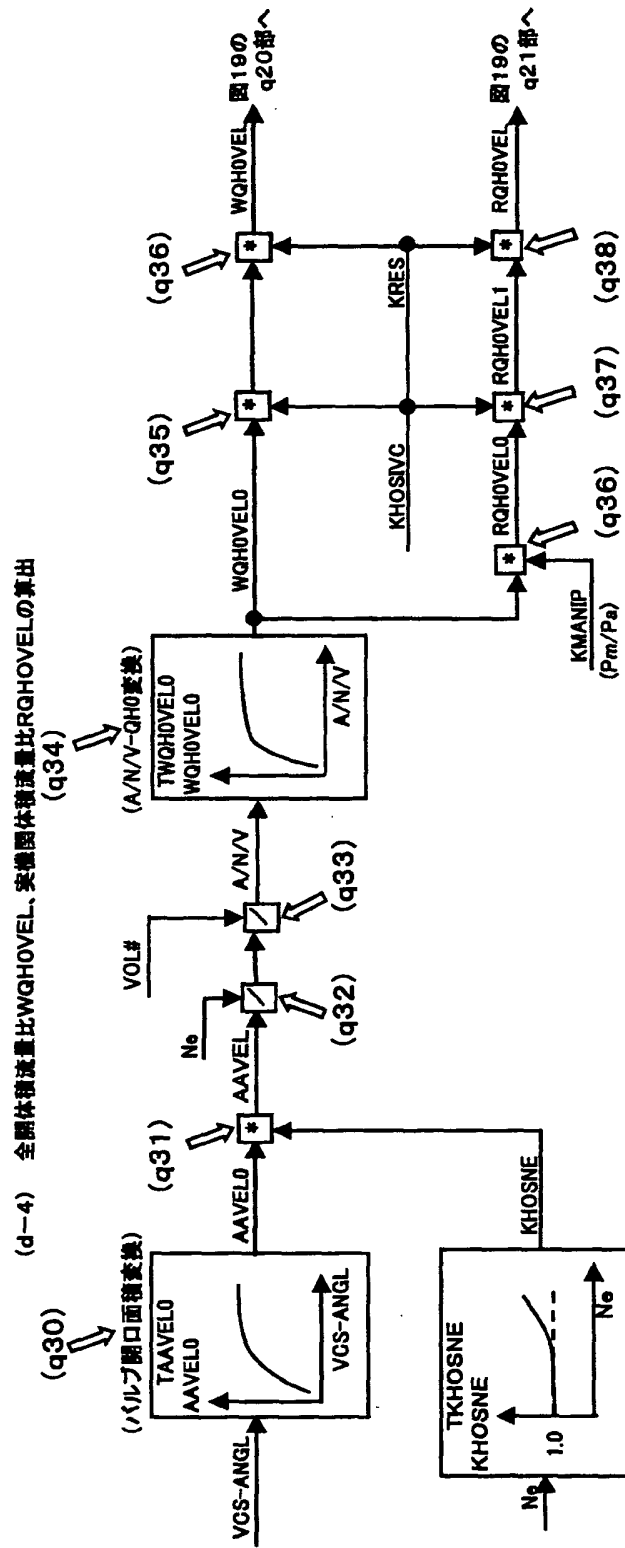 (d-4) 全開体積流量比WQH0VEL、実機関体積流量比RQH0VELの算出
(q30)
(バルブ開口面積変換)
TAAVEL0
AAVEL0
VCS-ANGL
VCS-ANGL
AAVEL0
(q31)
*
AAVEL
Ne
TKHOSNE
KHOSNE
1.0
Ne
KHOSNE
Ne
/
(q32)
VOL#
/
(q33)
A/N/V
(q34)
(A/N/V-QH0変換)
TWQH0VEL0
WQH0VEL0
A/N/V
WQH0VEL0
(q35)
*
(q36)
*
WQH0VEL
図19の
q20部へ
KHOSIVC
KRES
KMANIP
(Pm/Pa)
*
(q36)
RQH0VEL0
*
(q37)
RQH0VEL1
*
(q38)
RQH0VEL
図19の
q21部へ